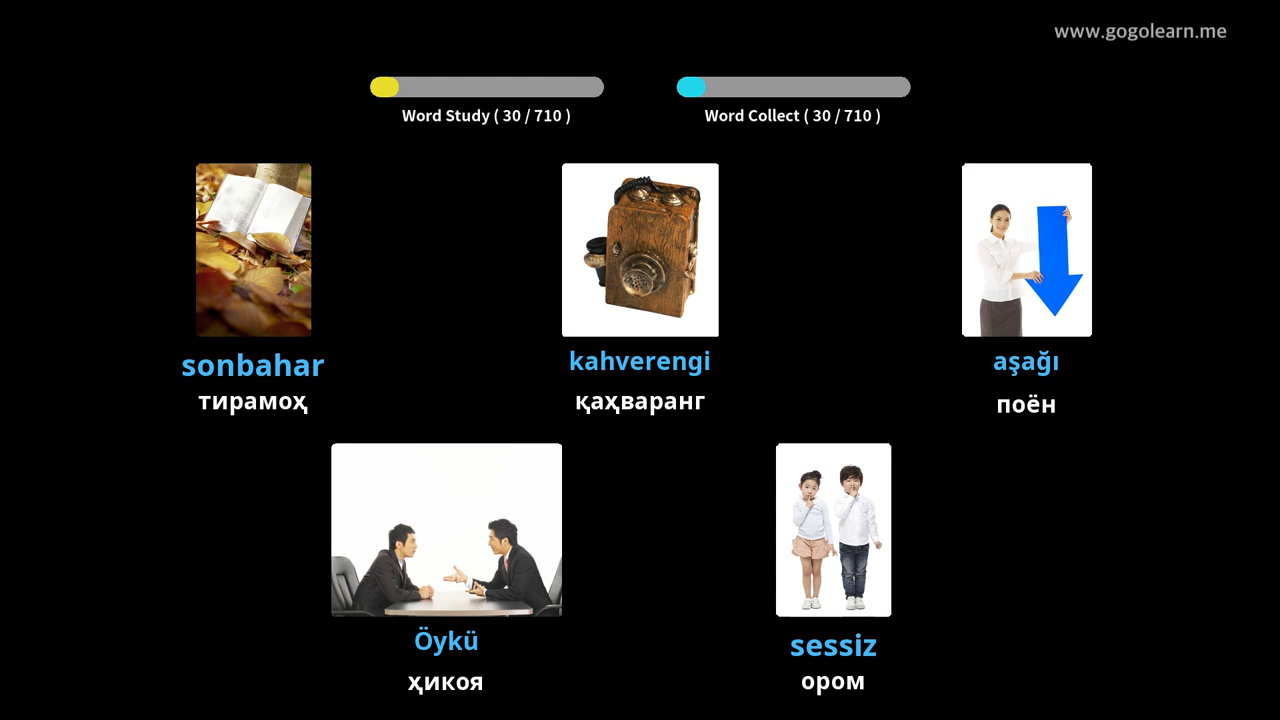 www.gogolearn.me
Word Study ( 30 / 710 )
Word Collect ( 30 / 710 )
sonbahar
тирамоҳ
kahverengi
қаҳваранг
aşağı
поён
Öykü
ҳикоя
sessiz
ором